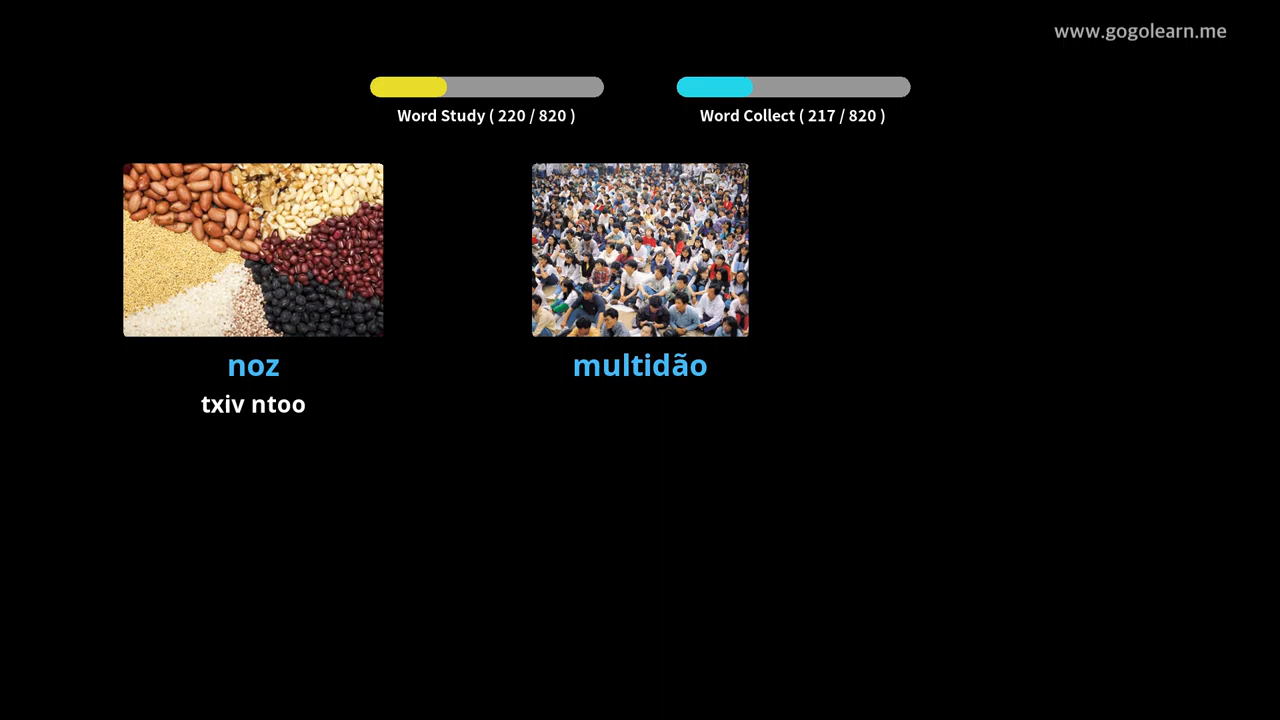 www.gogolearn.me
Word Study ( 220 / 820 )
Word Collect ( 217 / 820 )
noz
txiv ntoo
multidão